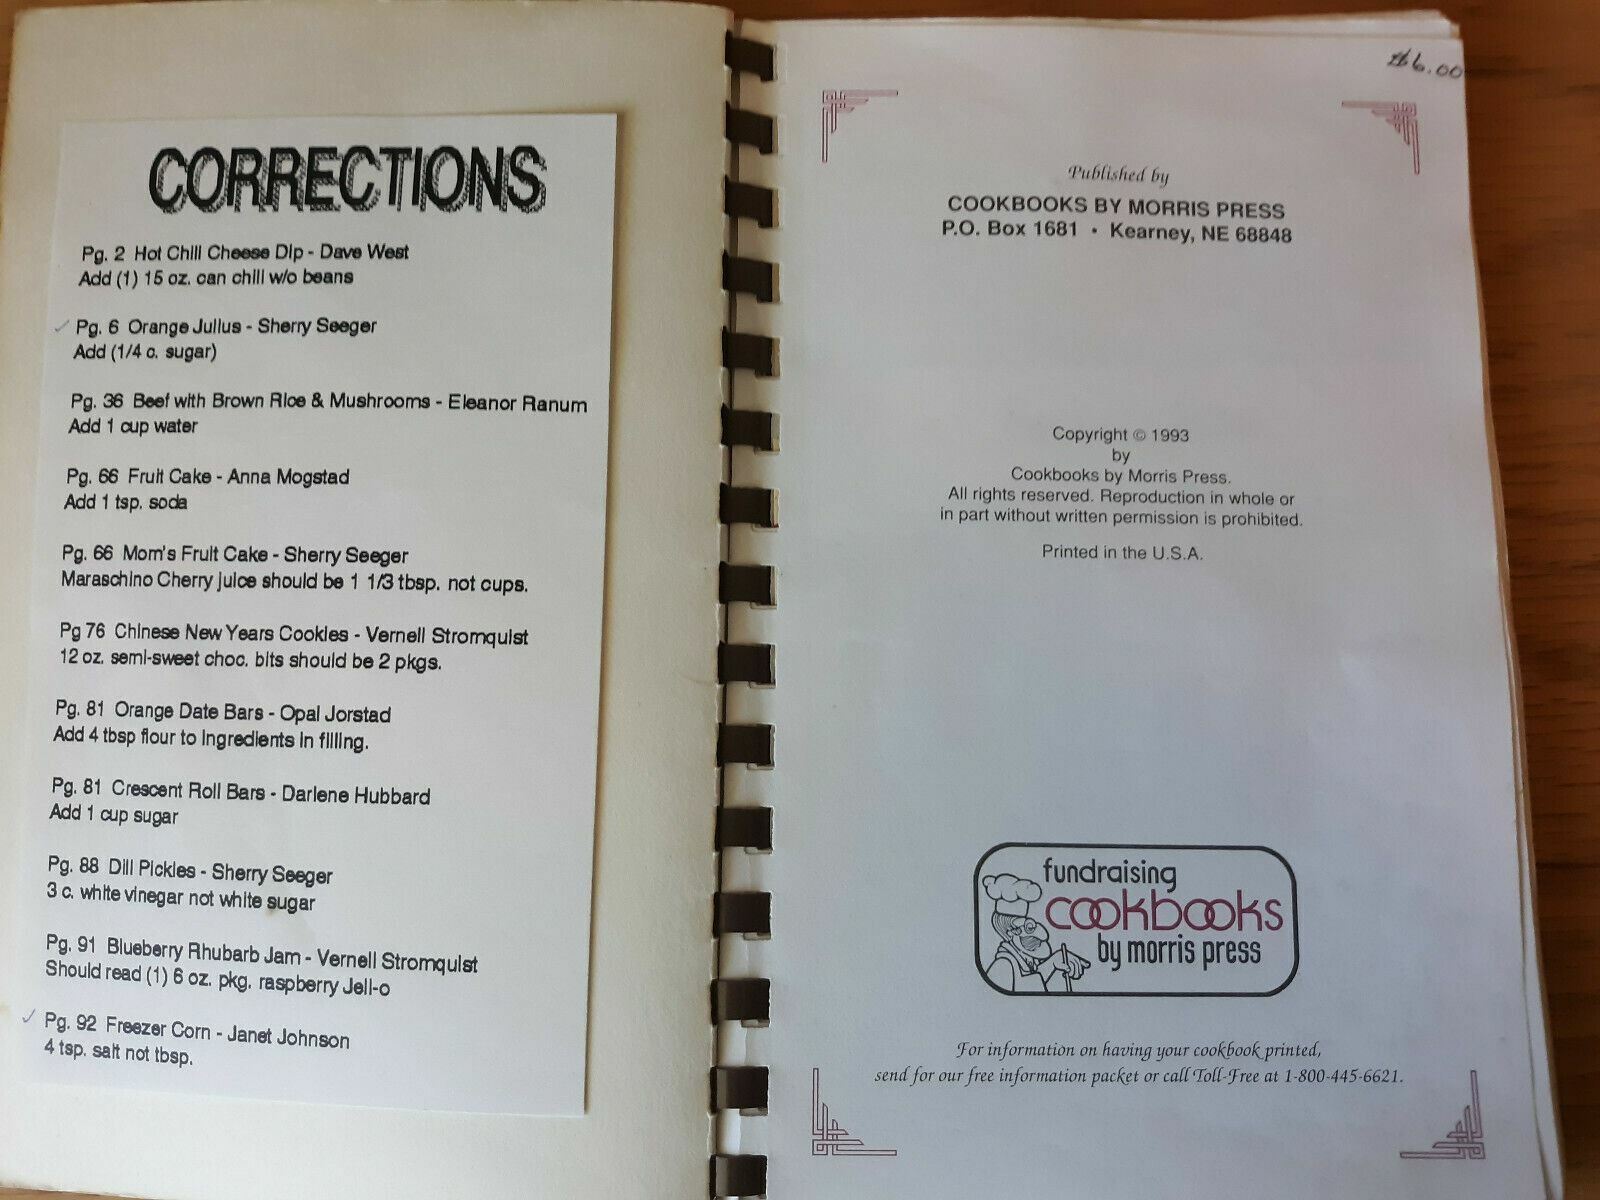 CORRECTIONS
Pg. 2 Hot Chili Cheese Dip - Dave West
Add (1) 15 oz. can chili w/o beans
Pg. 6 Orange Julius - Sherry Seeger
Add (1/4 c. sugar)
Pg. 36 Beef with Brown Rice & Mushrooms - Eleanor Ranum
Add 1 cup water
Pg. 66 Fruit Cake - Anna Mogstad
Add 1 tsp. soda
Pg. 66 Mom's Fruit Cake - Sherry Seeger
Maraschino Cherry juice should be 1 1/3 tbsp. not cups.
Pg 76 Chinese New Years Cookies - Vernell Stromquist
12 oz. semi-sweet choc. bits should be 2 pkgs.
Pg. 81 Orange Date Bars - Opal Jorstad
Add 4 tbsp flour to ingredients in filling.
Pg. 81 Crescent Roll Bars - Darlene Hubbard
Add 1 cup sugar
Pg. 88 Dill Pickles - Sherry Seeger
3 c. white vinegar not white sugar
Pg. 91 Blueberry Rhubarb Jam - Vernell Stromquist
Should read (1) 6 oz. pkg. raspberry Jell-o
Pg. 92 Freezer Corn - Janet Johnson
4 tsp. salt not tbsp.
$6.00
Published by
COOKBOOKS BY MORRIS PRESS
P.O. Box 1681 • Kearney, NE 68848
Copyright © 1993
by
Cookbooks by Morris Press.
All rights reserved. Reproduction in whole or
in part without written permission is prohibited.
Printed in the U.S.A.
fundraising
cookbooks
by morris press
For information on having your cookbook printed,
send for our free information packet or call Toll-Free at 1-800-445-6621.